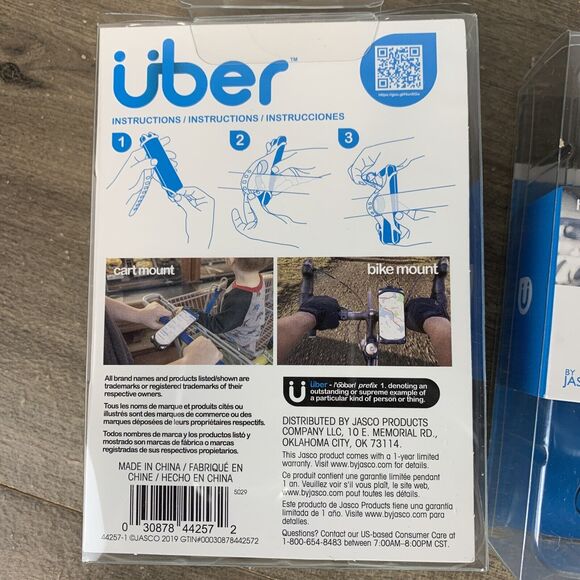 über™
https://goo.gl/HunKGe
INSTRUCTIONS / INSTRUCTIONS / INSTRUCCIONES
1
2
3
cart mount
bike mount
All brand names and products listed/shown are
trademarks or registered trademarks of their
respective owners.
Tous les noms de marque et produits cités ou
illustrés sont des marques de commerce ou des
marques déposées de leurs propriétaires respectifs.
Todos nombres de marca y los productos listó y
mostrado son marcas de fábrica o marcas
registradas de sus respectivos propietarios.
MADE IN CHINA / FABRIQUÉ EN
CHINE / HECHO EN CHINA
5029
0 30878 44257 2
44257-1 ©JASCO 2019 GTIN#00030878442572
über - prefix 1. denoting an
outstanding or supreme example of
a particular kind of person or thing.
DISTRIBUTED BY JASCO PRODUCTS
COMPANY LLC, 10 E. MEMORIAL RD.,
OKLAHOMA CITY, OK 73114.
This Jasco product comes with a 1-year limited
warranty. Visit www.byjasco.com for details.
Ce produit contient une garantie limitée pendant
1 an. Veuillez voir s'il vous plaît, le site web,
www.byjasco.com pout toutes les détails.
Este producto de Jasco Products tiene una garantía
limitada de 1 año. Visite www.byjasco.com
para detalles.
Questions? Contact our US-based Consumer Care at
1-800-654-8483 between 7:00AM-8:00PM CST.
BY
JAS